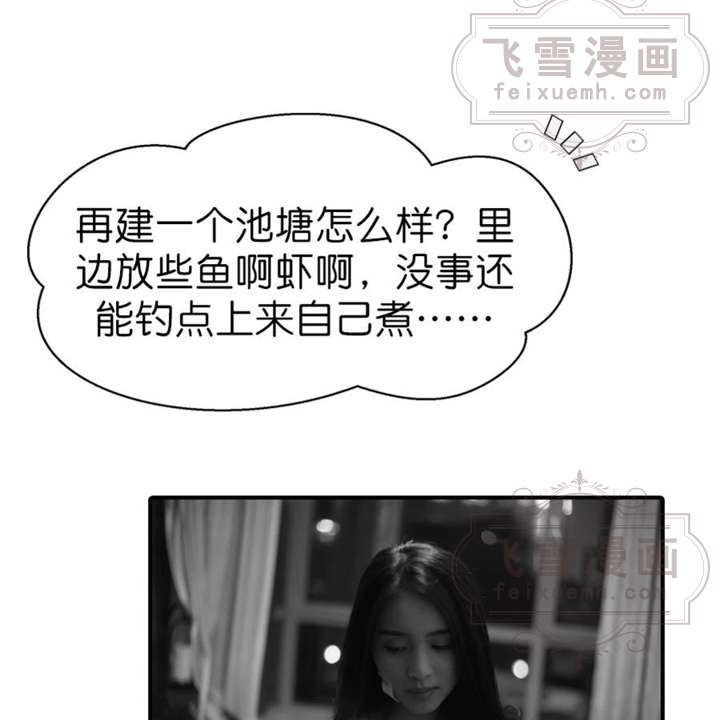 飞雪漫画
feixuemh.com
再建一个池塘怎么样？里
边放些鱼啊虾啊，没事还
能钓点上来自己煮……
飞雪漫画
feixuemh.com